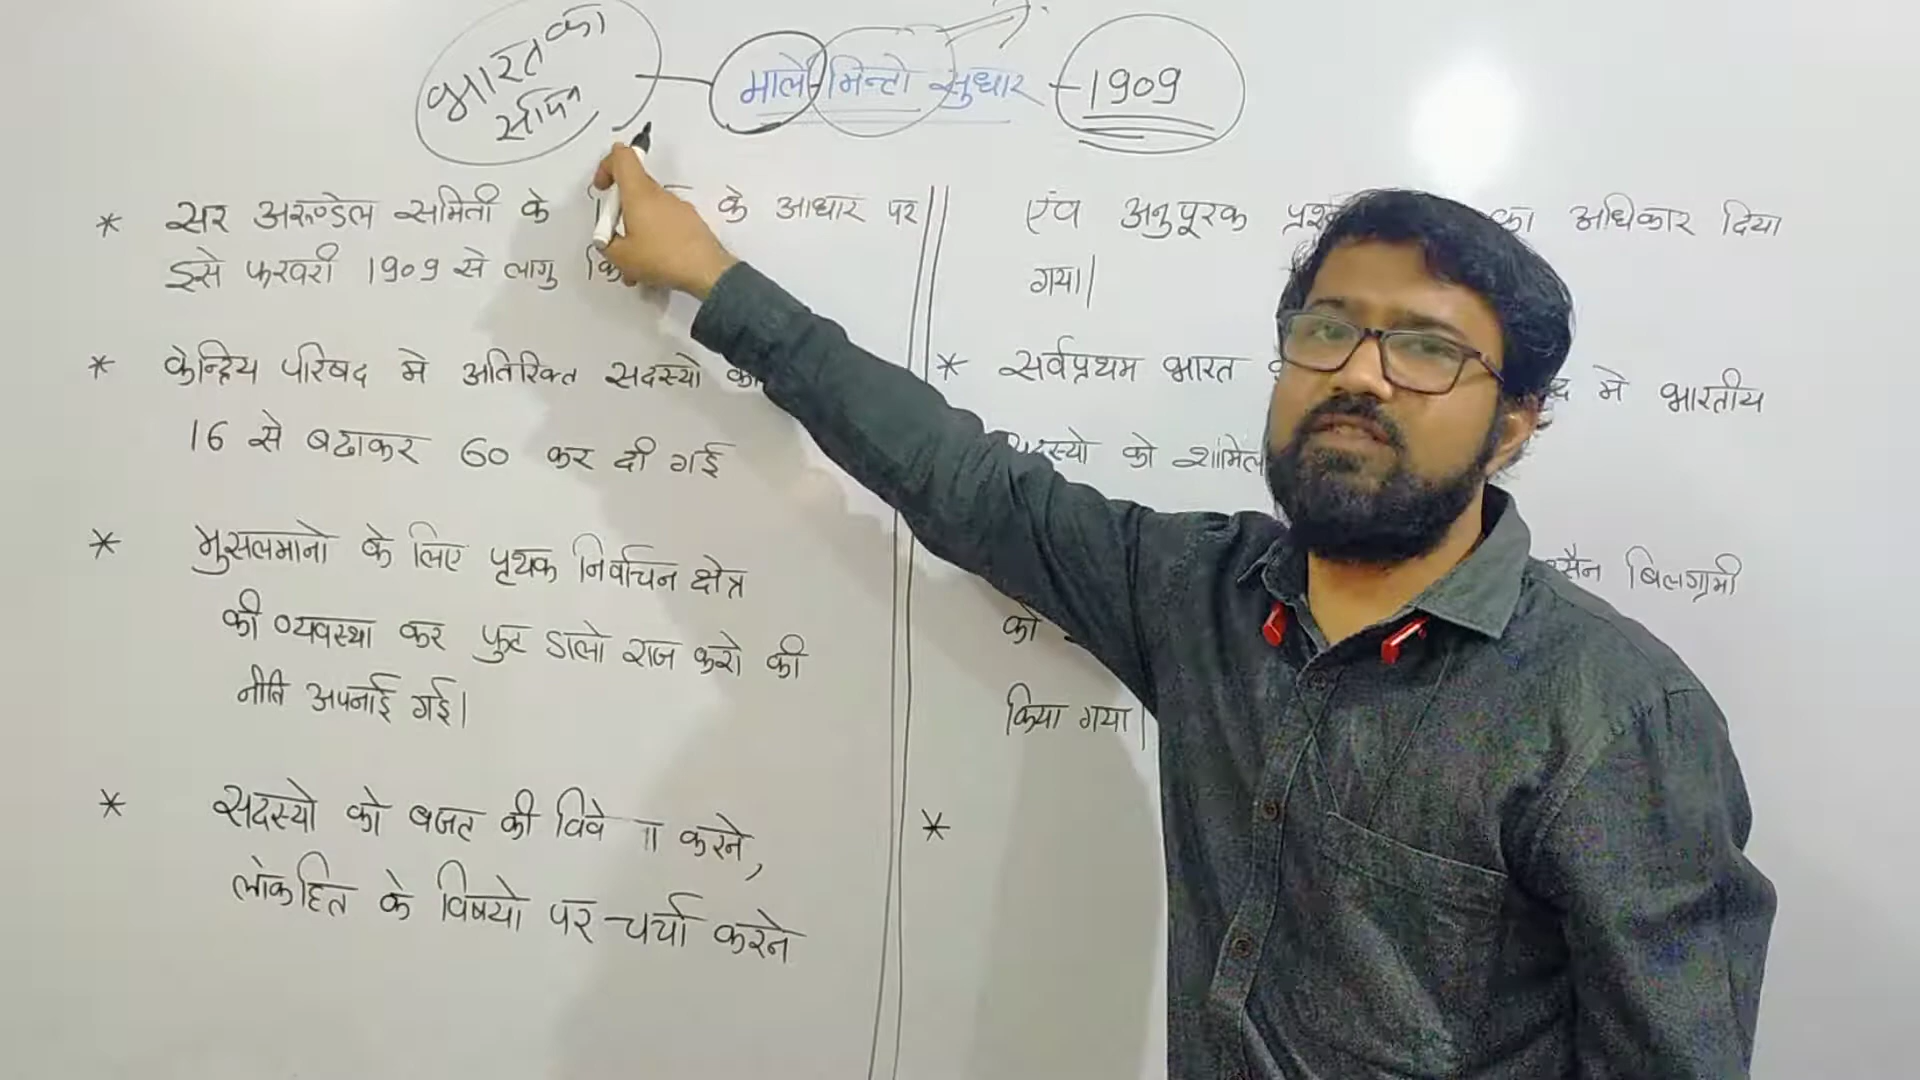 भारत का
सचिव
मार्ले-मिन्टो सुधार - 1909
* सर अरुण्डेल समिती के के आधार पर
इसे फरवरी 1909 से लागु
* केन्द्रिय परिषद मे अतिरिक्त सदस्यो
16 से बढाकर 60 कर दी गई
* मुसलमानो के लिए पृथक निर्वाचन क्षेत्र
की व्यवस्था कर फुट डालो राज करो की
नीति अपनाई गई।
* सदस्यो को बजट की करने,
लोकहित के विषयो पर चर्चा करने
एंव अनुपूरक का अधिकार दिया
गया।
* सर्वप्रथम भारत मे भारतीय
को
बिलग्रामी
को
किया गया।
*